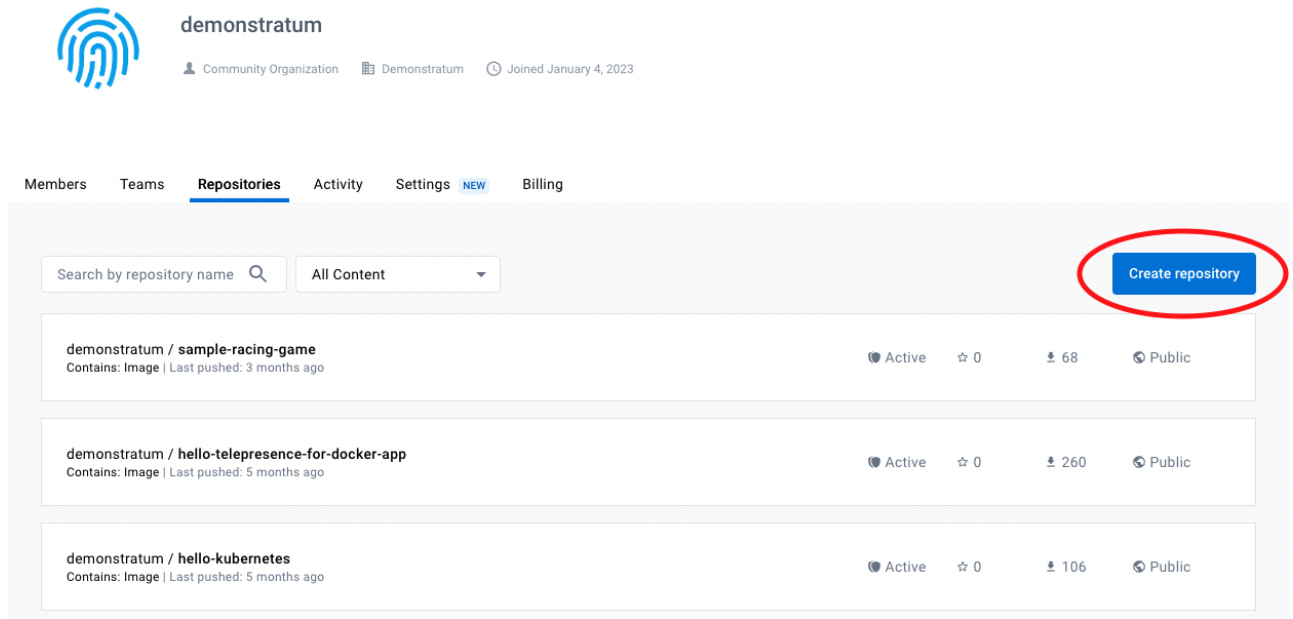 demonstratum
Community Organization Demonstratum Joined January 4, 2023
Members Teams Repositories Activity Settings NEW Billing
Search by repository name All Content Create repository
demonstratum / sample-racing-game
Contains: Image | Last pushed: 3 months ago
Active 0 68 Public
demonstratum / hello-telepresence-for-docker-app
Contains: Image | Last pushed: 5 months ago
Active 0 260 Public
demonstratum / hello-kubernetes
Contains: Image | Last pushed: 5 months ago
Active 0 106 Public